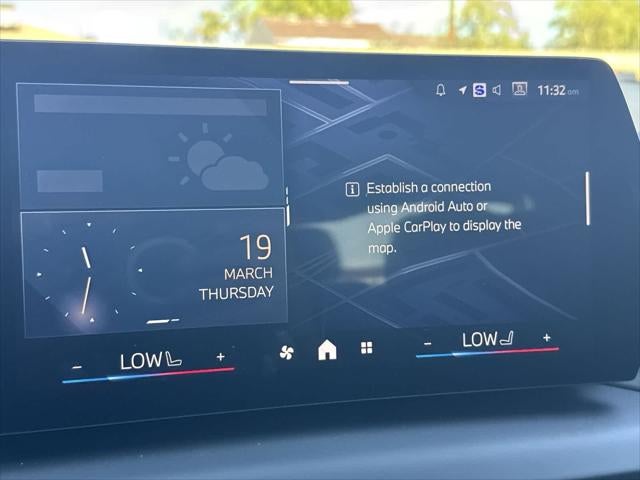 S
11:32 am
Establish a connection
using Android Auto or
Apple CarPlay to display the
map.
19
MARCH
THURSDAY
- LOW +
- LOW +